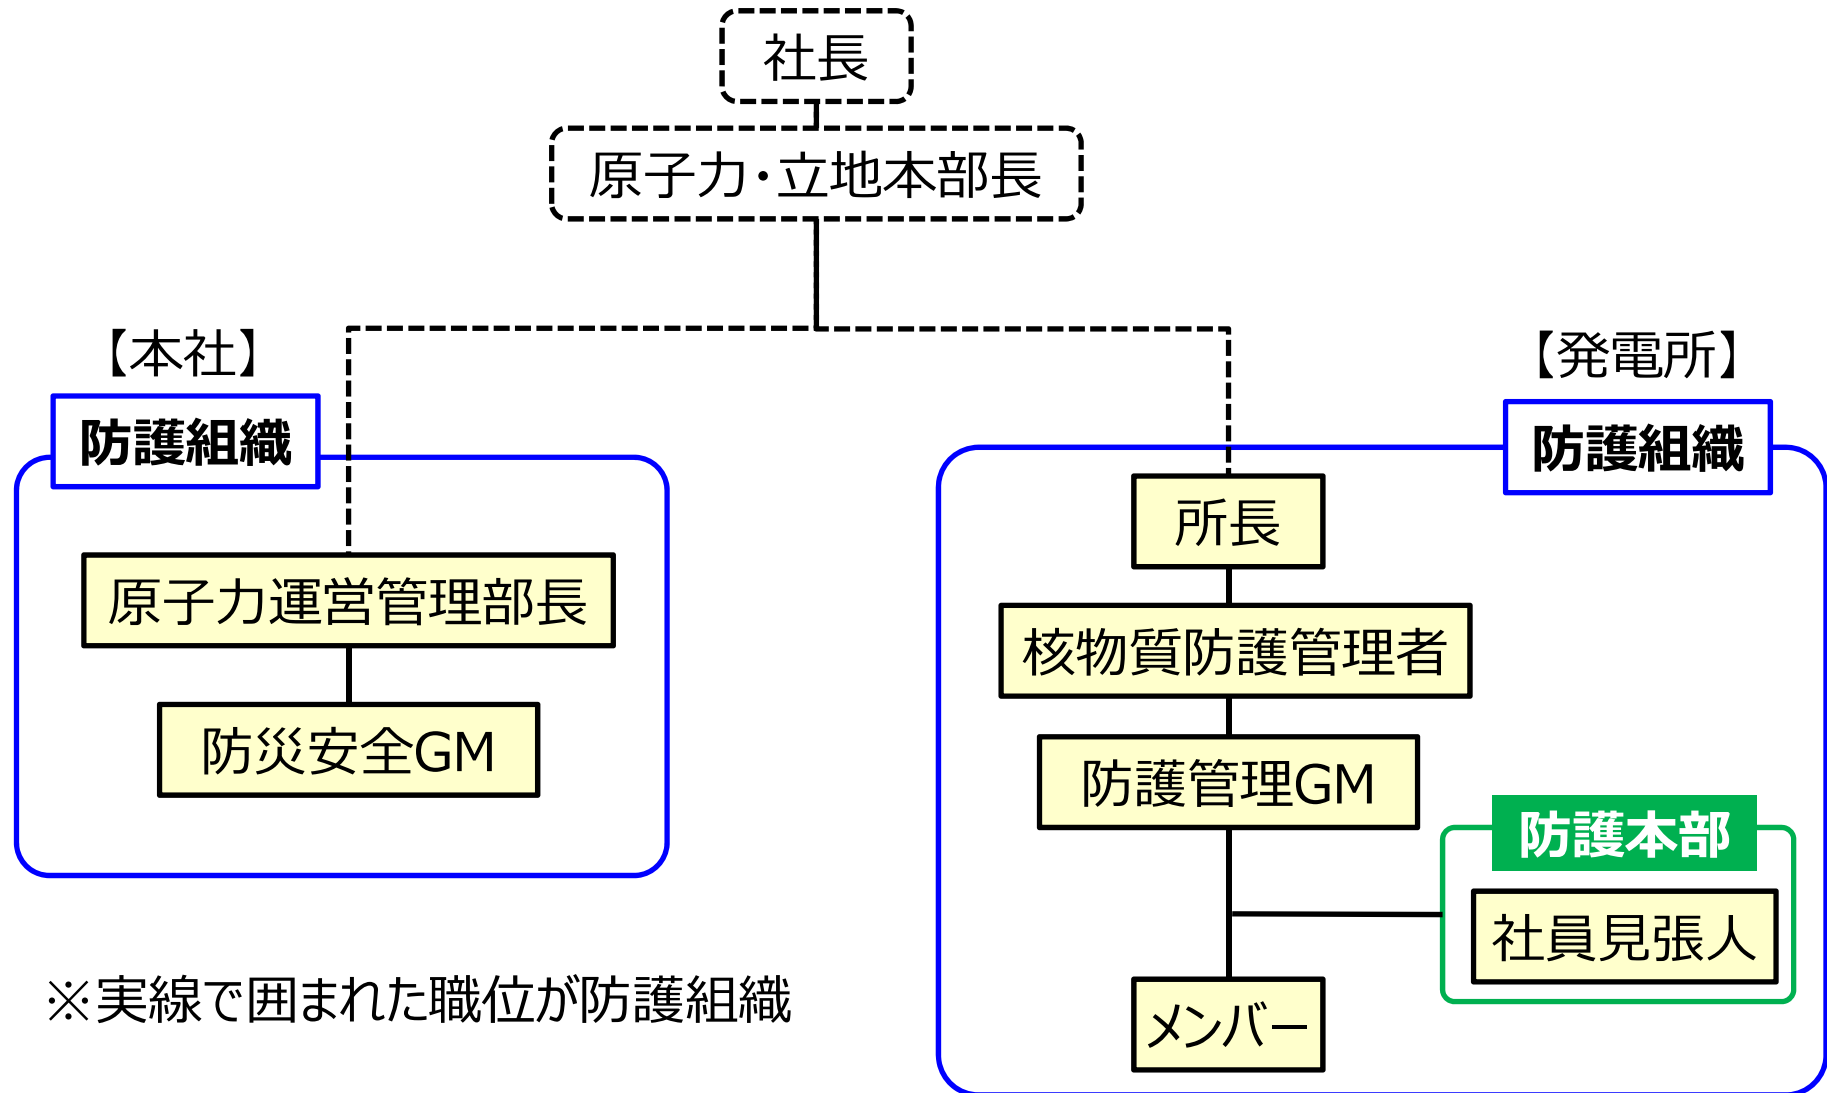 社長
原子力・立地本部長
【本社】
防護組織
原子力運営管理部長
防災安全GM
【発電所】
防護組織
所長
核物質防護管理者
防護管理GM
防護本部
社員見張人
メンバー
※実線で囲まれた職位が防護組織